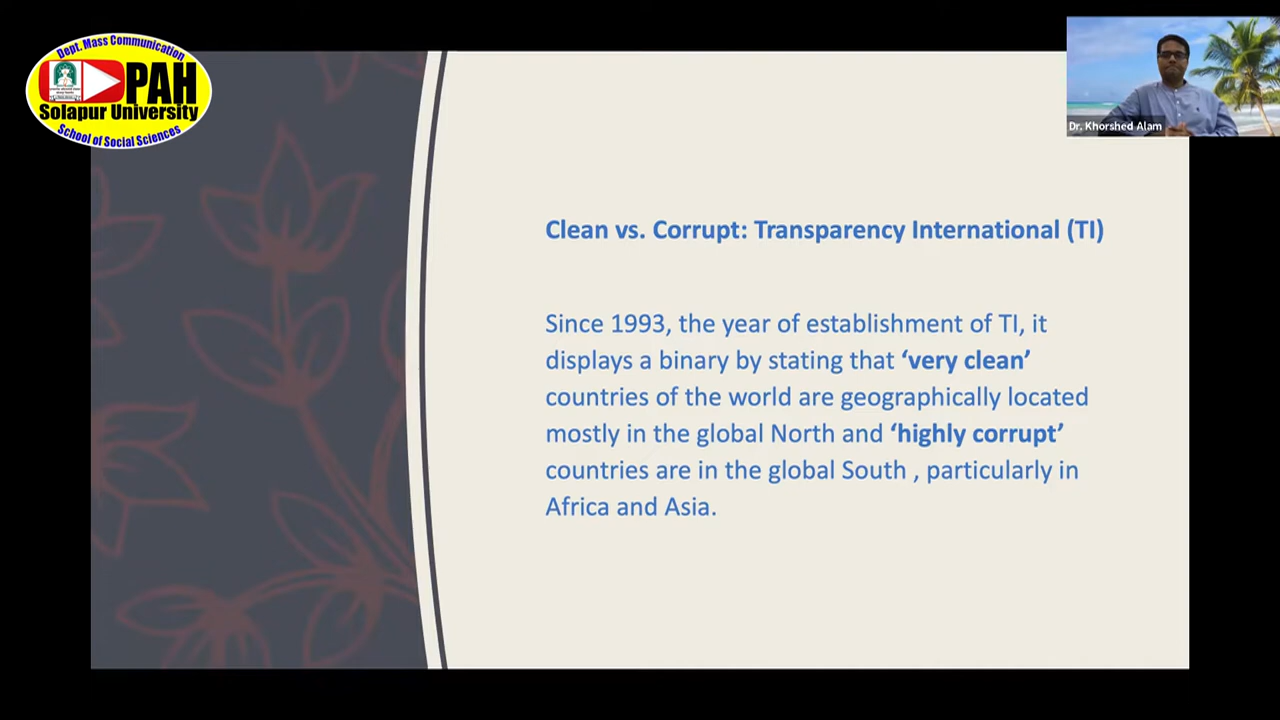 Dept. Mass Communication
PAH
Solapur University
School of Social Sciences
Dr. Khorshed Alam
Clean vs. Corrupt: Transparency International (TI)
Since 1993, the year of establishment of TI, it
displays a binary by stating that ‘very clean’
countries of the world are geographically located
mostly in the global North and ‘highly corrupt’
countries are in the global South , particularly in
Africa and Asia.